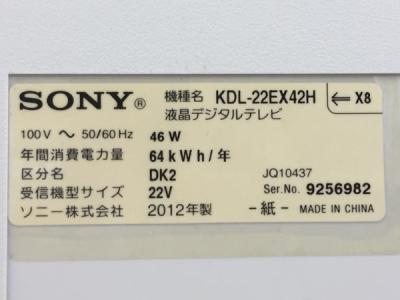 SONY® 機種名 KDL-22EX42H ⇐ X8
液晶デジタルテレビ
100V ～ 50/60Hz 46W
年間消費電力量 64kWh/年
区分名 DK2 JQ10437
受信機型サイズ 22V Ser.No. 9256982
ソニー株式会社 2012年製 -紙- MADE IN CHINA